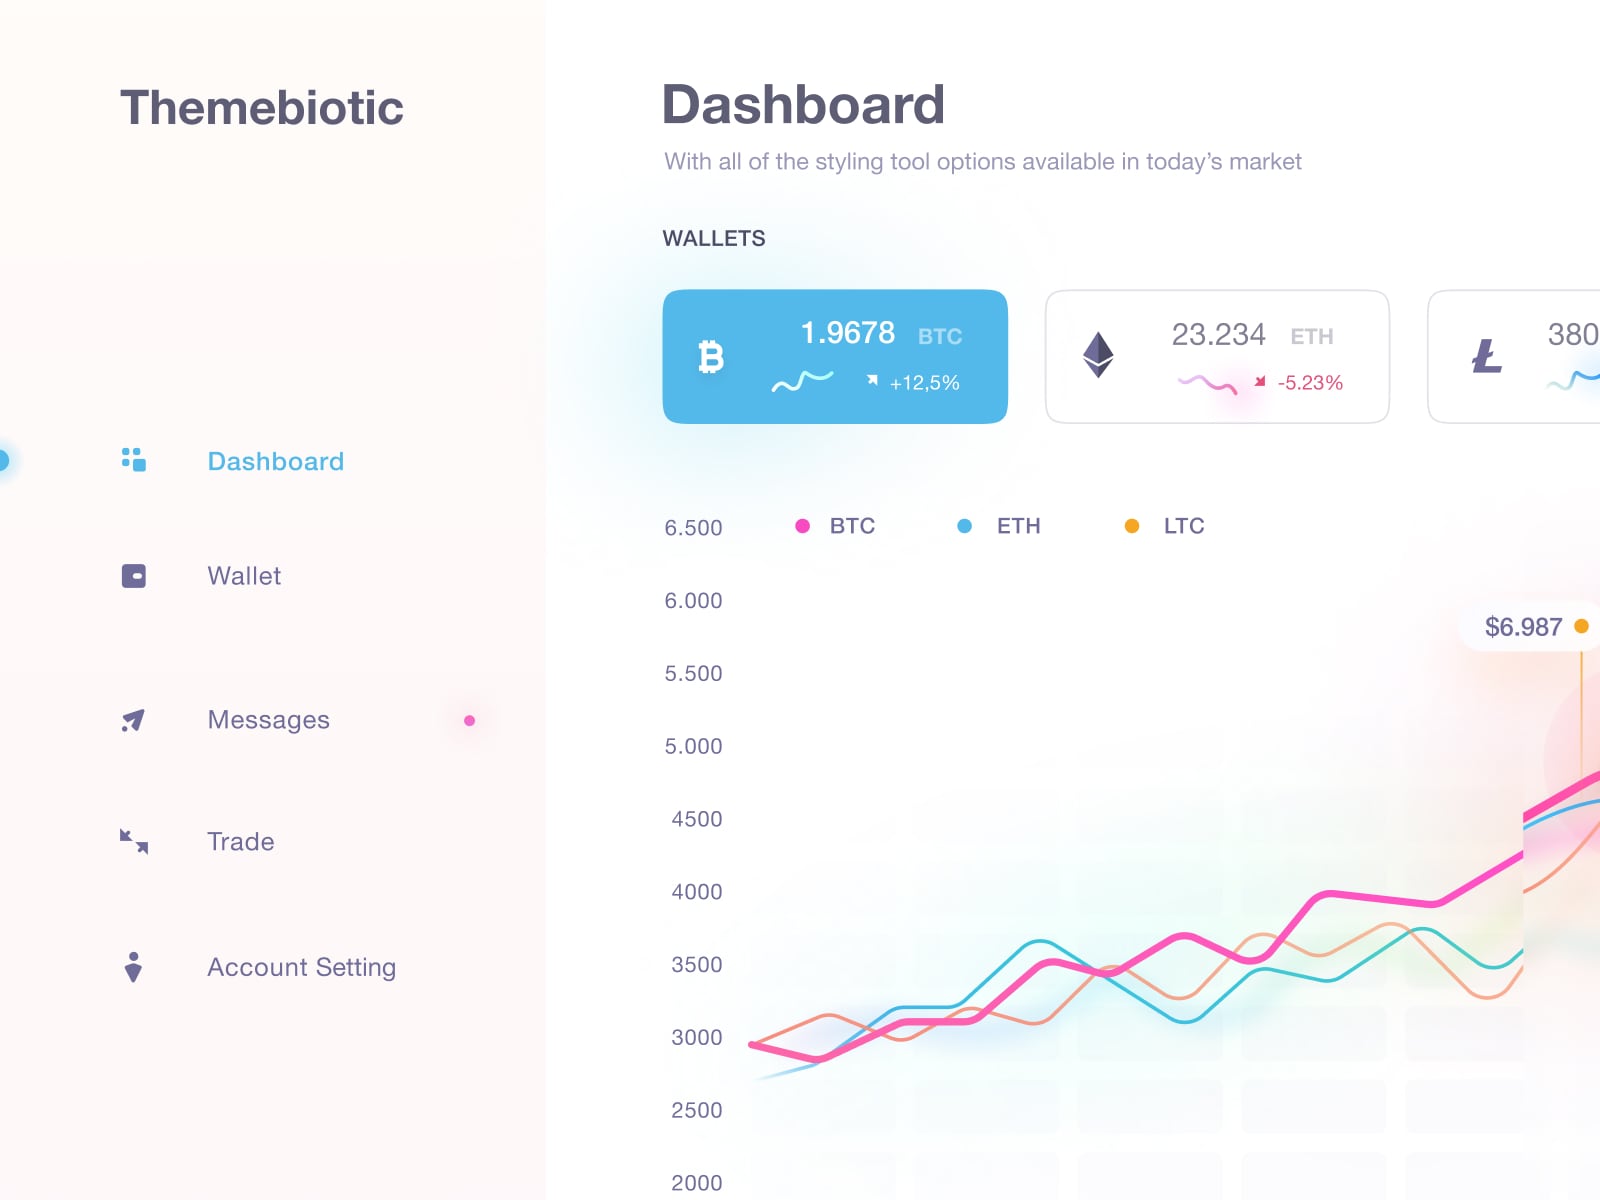 Themebiotic
Dashboard
Wallet
Messages
Trade
Account Setting
Dashboard
With all of the styling tool options available in today’s market
WALLETS
1.9678 BTC
+12,5%
23.234 ETH
-5.23%
380
BTC ETH LTC
6.500
6.000
5.500
5.000
4500
4000
3500
3000
2500
2000
$6.987